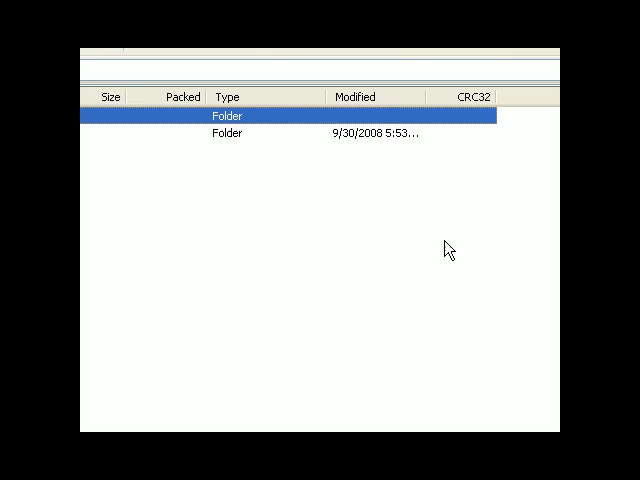 Size Packed Type Modified CRC32
Folder
Folder 9/30/2008 5:53...